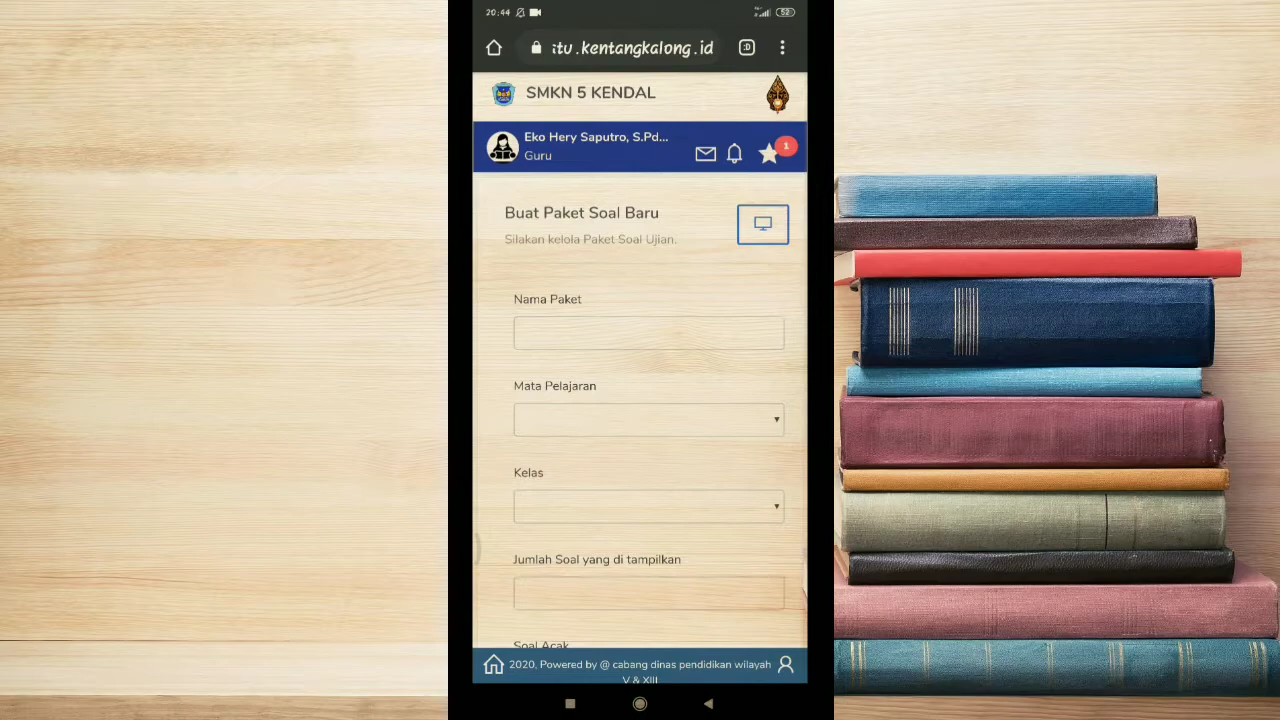 20:44
52
itu.kentangkalong.id
:D
SMKN 5 KENDAL
Eko Hery Saputro, S.Pd...
Guru
1
Buat Paket Soal Baru
Silakan kelola Paket Soal Ujian.
Nama Paket
Mata Pelajaran
Kelas
Jumlah Soal yang di tampilkan
Soal Acak
2020, Powered by @ cabang dinas pendidikan wilayah
V & XIII